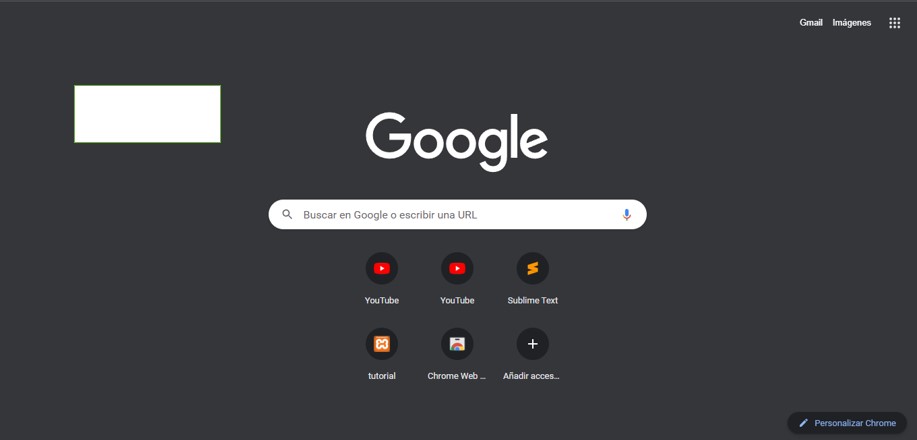 Gmail Imágenes
Google
Buscar en Google o escribir una URL
YouTube YouTube Sublime Text
tutorial Chrome Web ... Añadir acces...
Personalizar Chrome